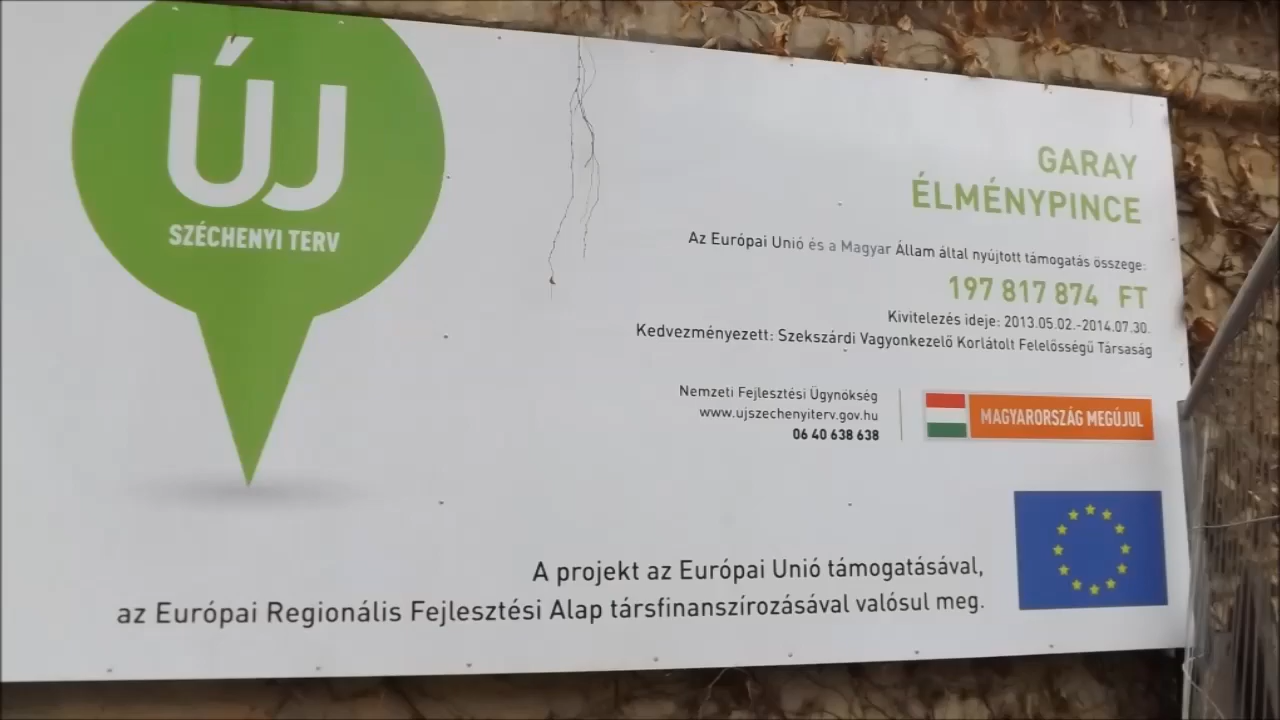 ÚJ
SZÉCHENYI TERV
GARAY
ÉLMÉNYPINCE
Az Európai Unió és a Magyar Állam által nyújtott támogatás összege:
197 817 874 FT
Kivitelezés ideje: 2013.05.02.-2014.07.30.
Kedvezményezett: Szekszárdi Vagyonkezelő Korlátolt Felelősségű Társaság
Nemzeti Fejlesztési Ügynökség
www.ujszechenyiterv.gov.hu
06 40 638 638
MAGYARORSZÁG MEGÚJUL
A projekt az Európai Unió támogatásával,
az Európai Regionális Fejlesztési Alap társfinanszírozásával valósul meg.